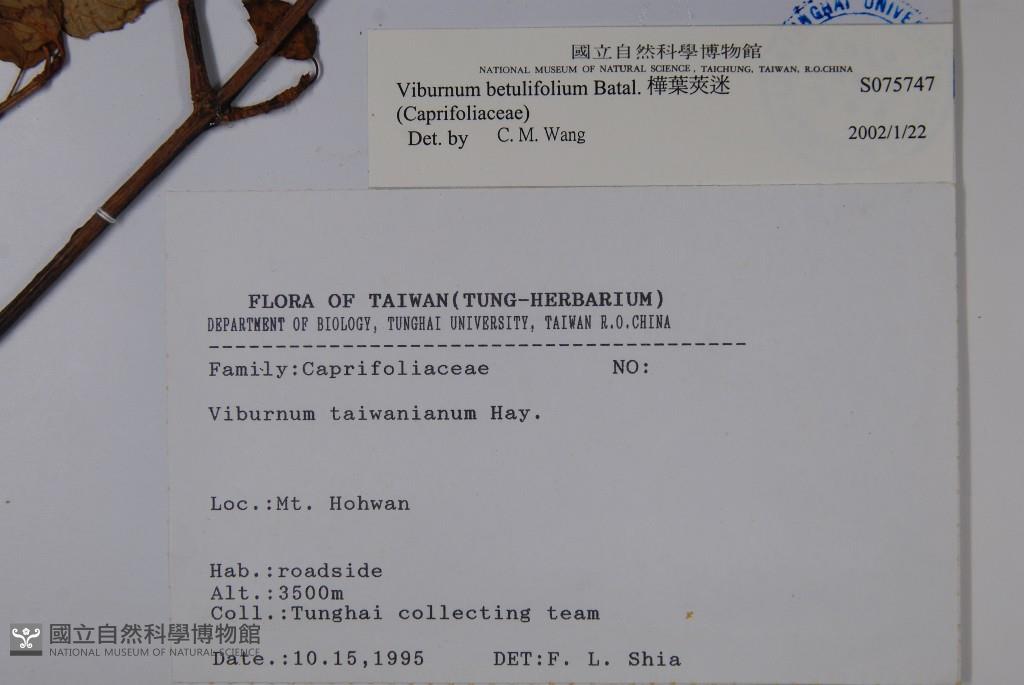 NGHAI UNIVE
國立自然科學博物館
NATIONAL MUSEUM OF NATURAL SCIENCE, TAICHUNG, TAIWAN, R.O.CHINA
Viburnum betulifolium Batal. 樺葉莢迷 S075747
(Caprifoliaceae)
Det. by C. M. Wang 2002/1/22
FLORA OF TAIWAN(TUNG-HERBARIUM)
DEPARTMENT OF BIOLOGY, TUNGHAI UNIVERSITY, TAIWAN R.O.CHINA
----------------------------------------
Family:Caprifoliaceae NO:
Viburnum taiwanianum Hay.
Loc.:Mt. Hohwan
Hab.:roadside
Alt.:3500m
Coll.:Tunghai collecting team
國立自然科學博物館
NATIONAL MUSEUM OF NATURAL SCIENCE
Date.:10.15,1995 DET:F. L. Shia